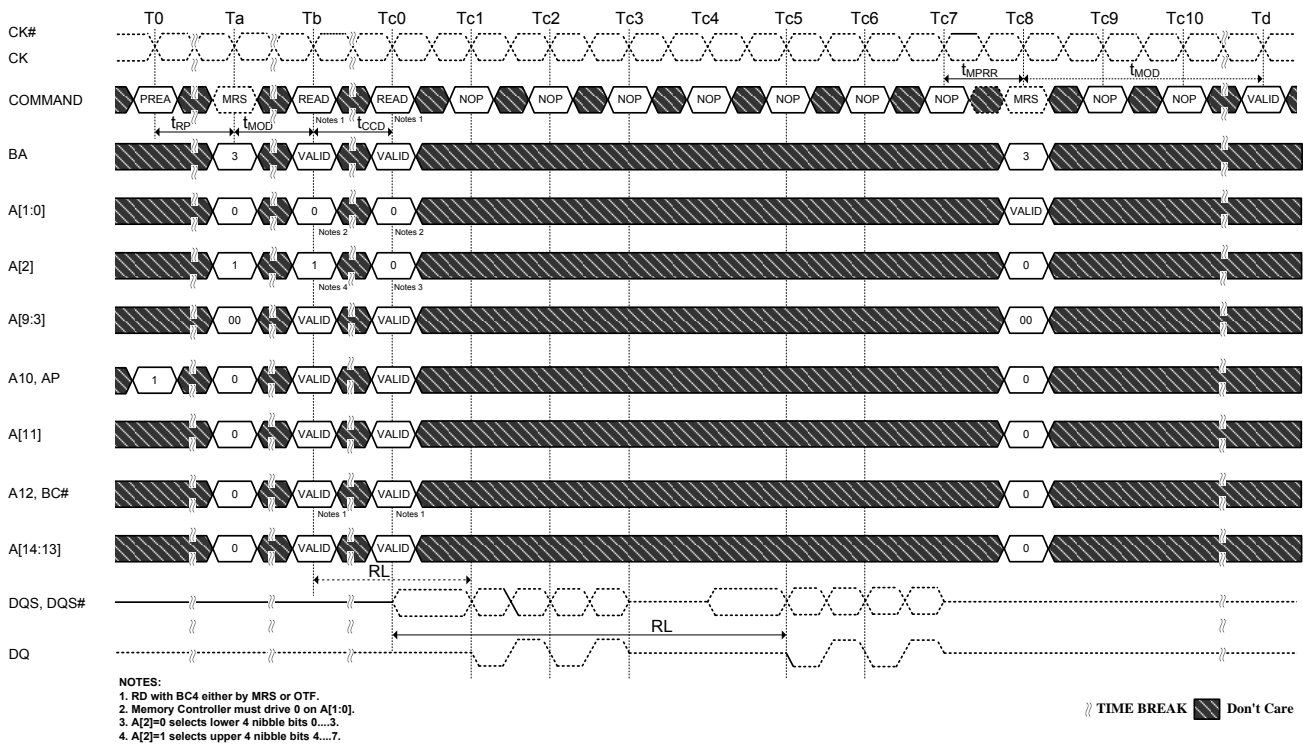 T0 Ta Tb Tc0 Tc1 Tc2 Tc3 Tc4 Tc5 Tc6 Tc7 Tc8 Tc9 Tc10 Td
CK#
CK
tMPRR tMOD
COMMAND PREA MRS READ READ NOP NOP NOP NOP NOP NOP NOP MRS NOP NOP VALID
Notes 1 Notes 1
tRP tMOD tCCD
BA 3 VALID VALID 3
A[1:0] 0 0 0 VALID
Notes 2 Notes 2
A[2] 1 1 0 0
Notes 4 Notes 3
A[9:3] 00 VALID VALID 00
A10, AP 1 0 VALID VALID 0
A[11] 0 VALID VALID 0
A12, BC# 0 VALID VALID 0
Notes 1 Notes 1
A[14:13] 0 VALID VALID 0
RL
DQS, DQS#
RL
DQ
NOTES:
1. RD with BC4 either by MRS or OTF.
2. Memory Controller must drive 0 on A[1:0].
3. A[2]=0 selects lower 4 nibble bits 0....3.
4. A[2]=1 selects upper 4 nibble bits 4....7.
TIME BREAK Don't Care